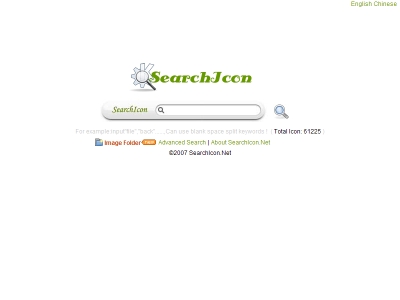 English Chinese
SearchIcon
SearchIcon
For example input"file","back" ... ,Can use blank space split keywords ! | Total Icon: 61225 |
Image Folder Advanced Search | About SearchIcon.Net
©2007 SearchIcon.Net